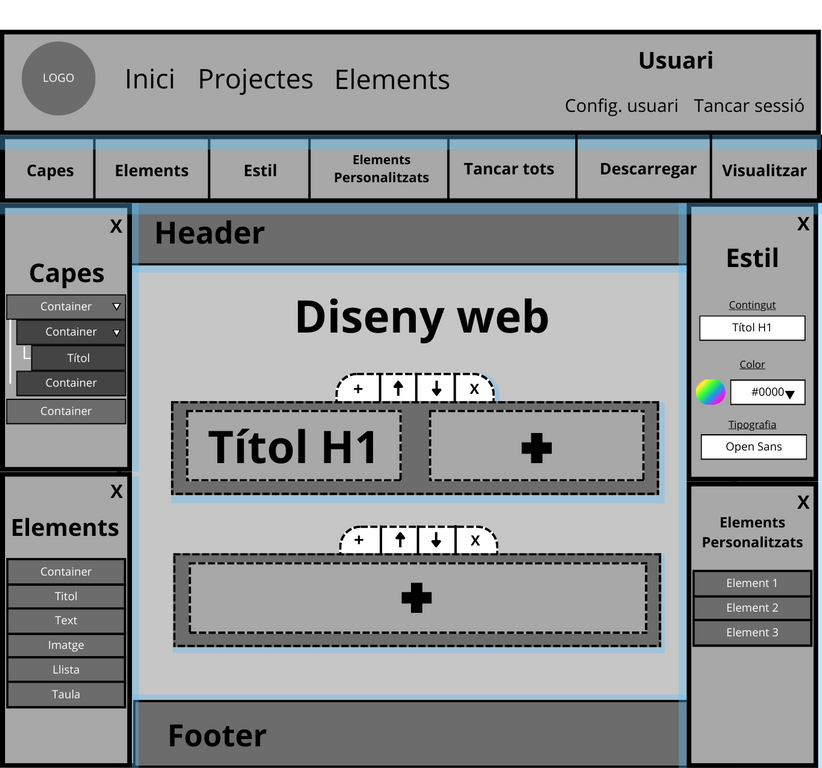 LOGO
Inici Projectes Elements
Usuari
Config. usuari Tancar sessió
Capes
Elements
Estil
Elements
Personalitzats
Tancar tots
Descarregar
Visualitzar
X
Capes
Container
Container
Títol
Container
Container
X
Elements
Container
Titol
Text
Imatge
Llista
Taula
Header
Diseny web
+ X
Títol H1
+ X
Footer
X
Estil
Contingut
Títol H1
Color
#0000
Tipografia
Open Sans
X
Elements
Personalitzats
Element 1
Element 2
Element 3